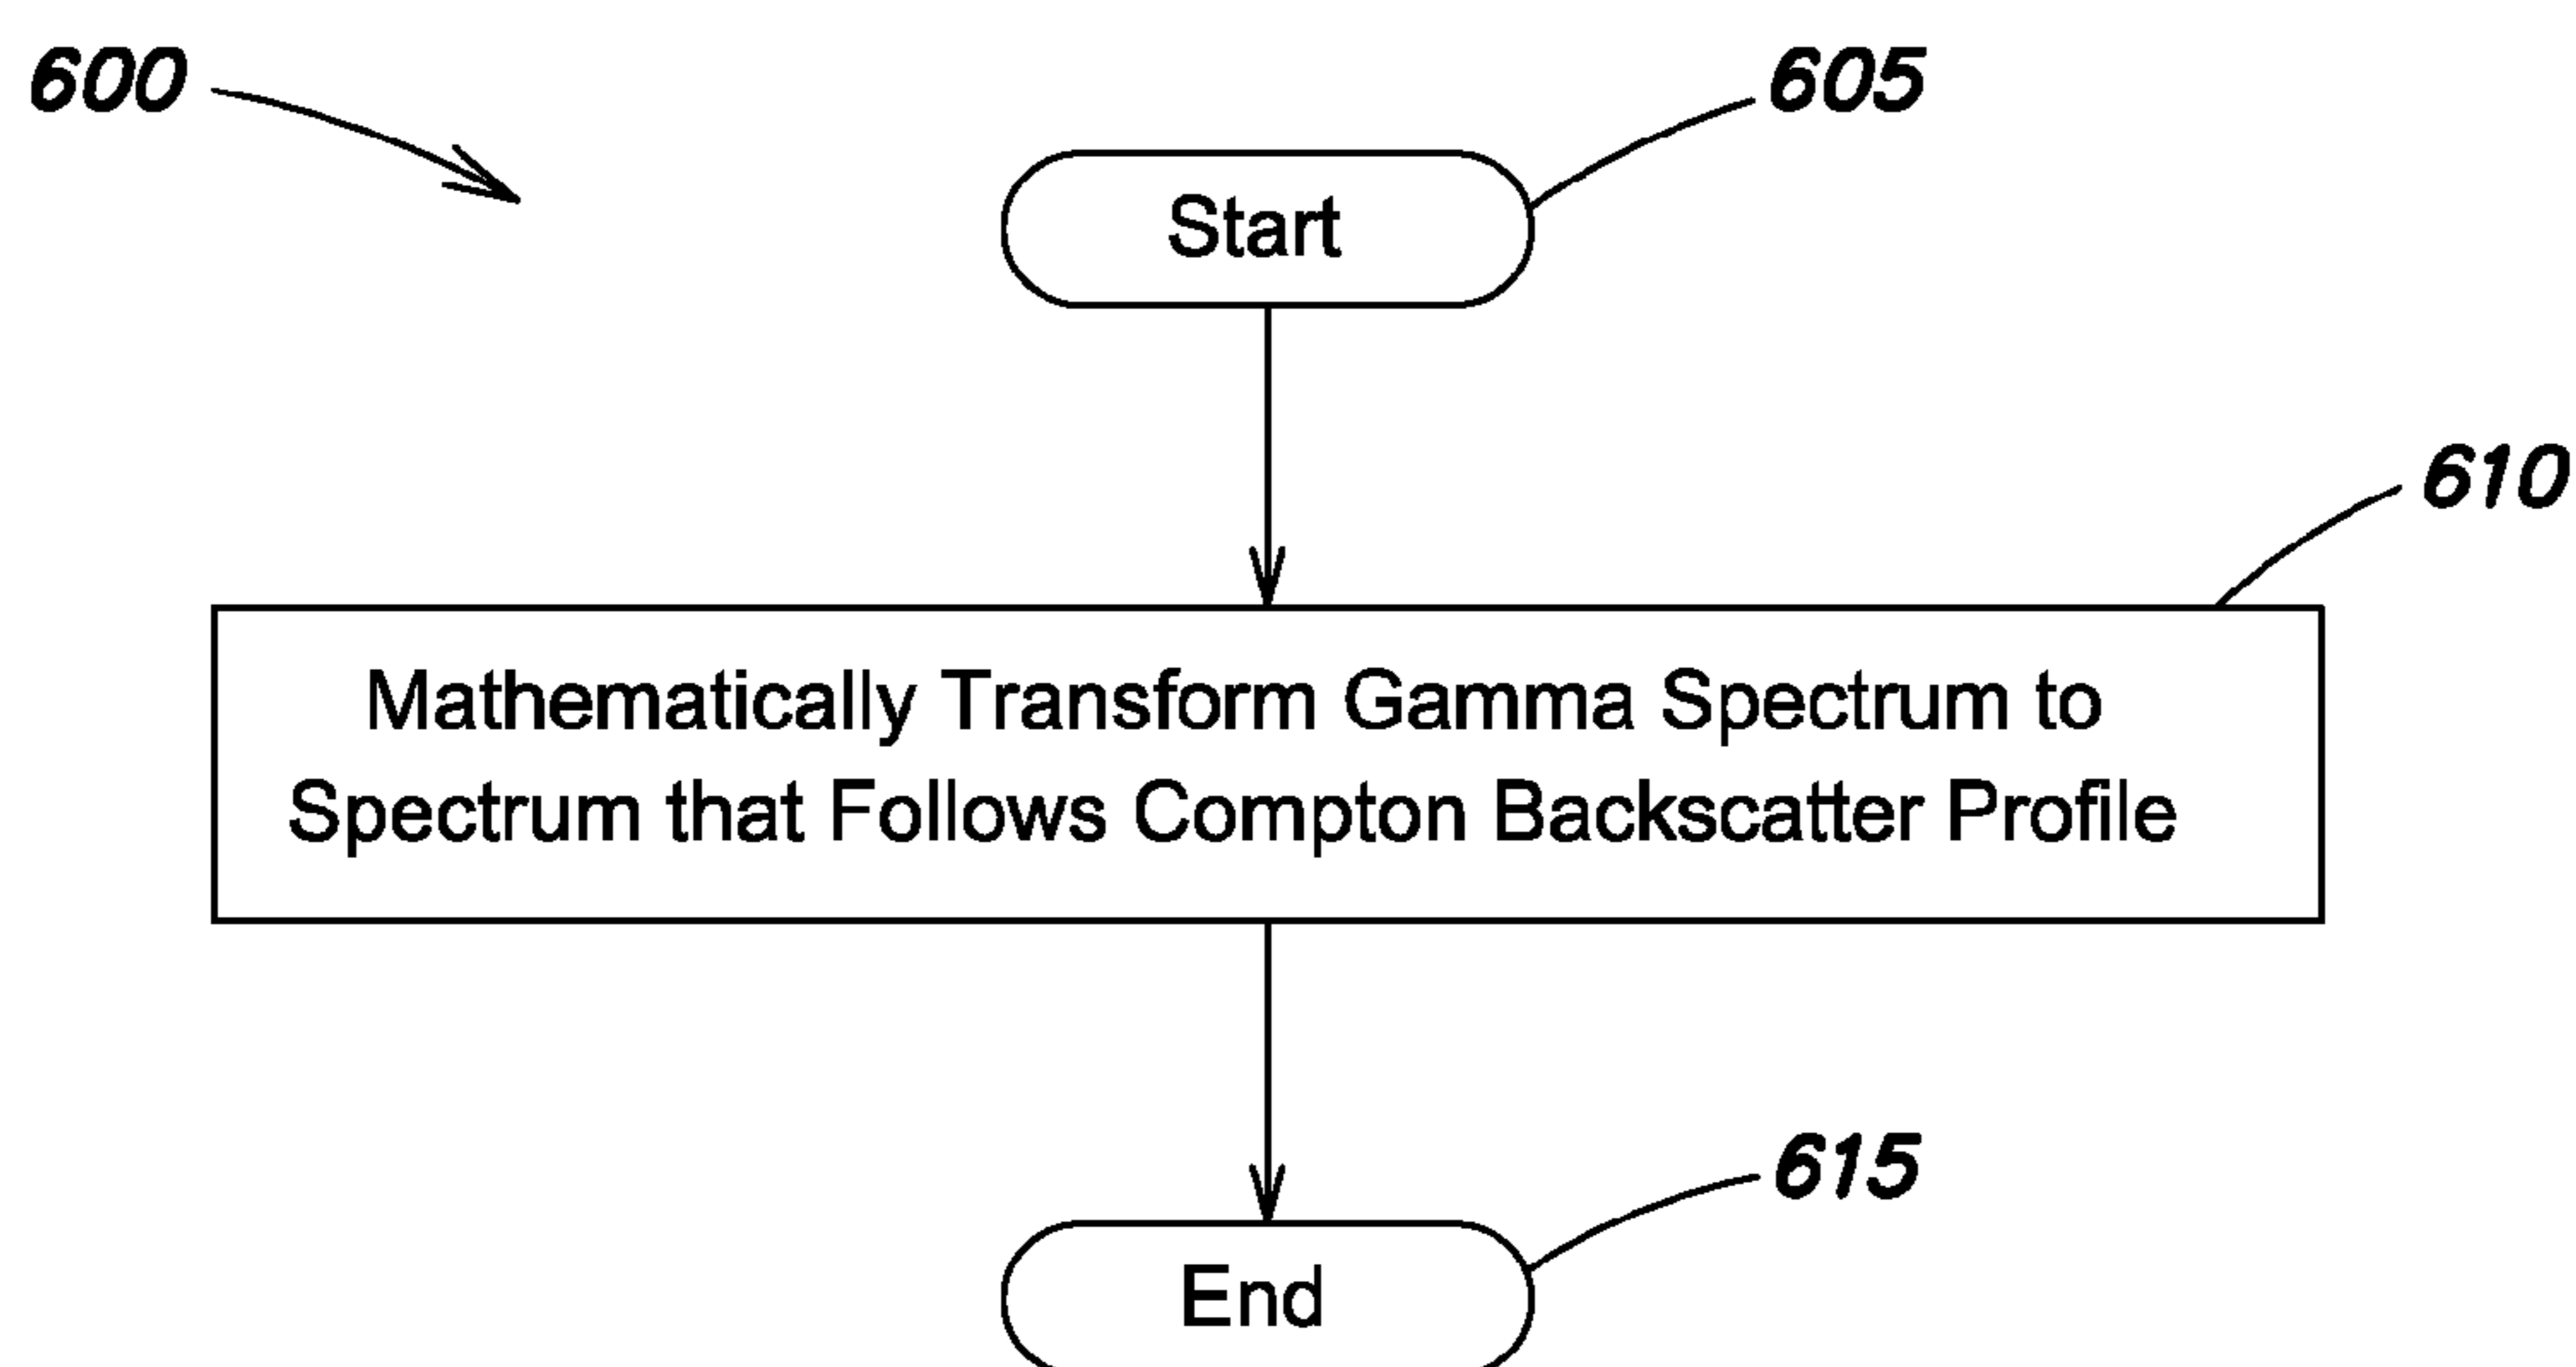 600
605
Start
610
Mathematically Transform Gamma Spectrum to
Spectrum that Follows Compton Backscatter Profile
615
End